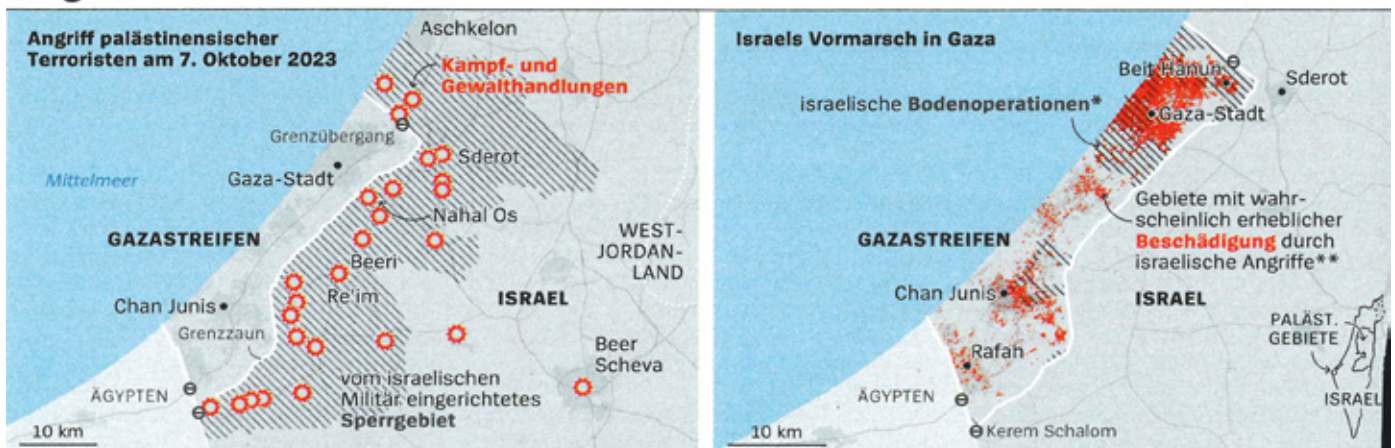 Angriff palästinensischer
Terroristen am 7. Oktober 2023
Aschkelon
Kampf- und
Gewalthandlungen
Grenzübergang
Sderot
Mittelmeer
Gaza-Stadt
Nahal Os
GAZASTREIFEN
WEST-
JORDAN-
LAND
Beeri
Re'im
ISRAEL
Chan Junis
Grenzzaun
Beer
Scheva
ÄGYPTEN
vom israelischen
Militär eingerichtetes
Sperrgebiet
10 km
Israels Vormarsch in Gaza
Beit Hanun
Sderot
israelische Bodenoperationen*
Gaza-Stadt
Gebiete mit wahr-
scheinlich erheblicher
Beschädigung durch
israelische Angriffe**
GAZASTREIFEN
Chan Junis
ISRAEL
PALÄST.
GEBIETE
Rafah
ÄGYPTEN
ISRAEL
10 km
Kerem Schalom